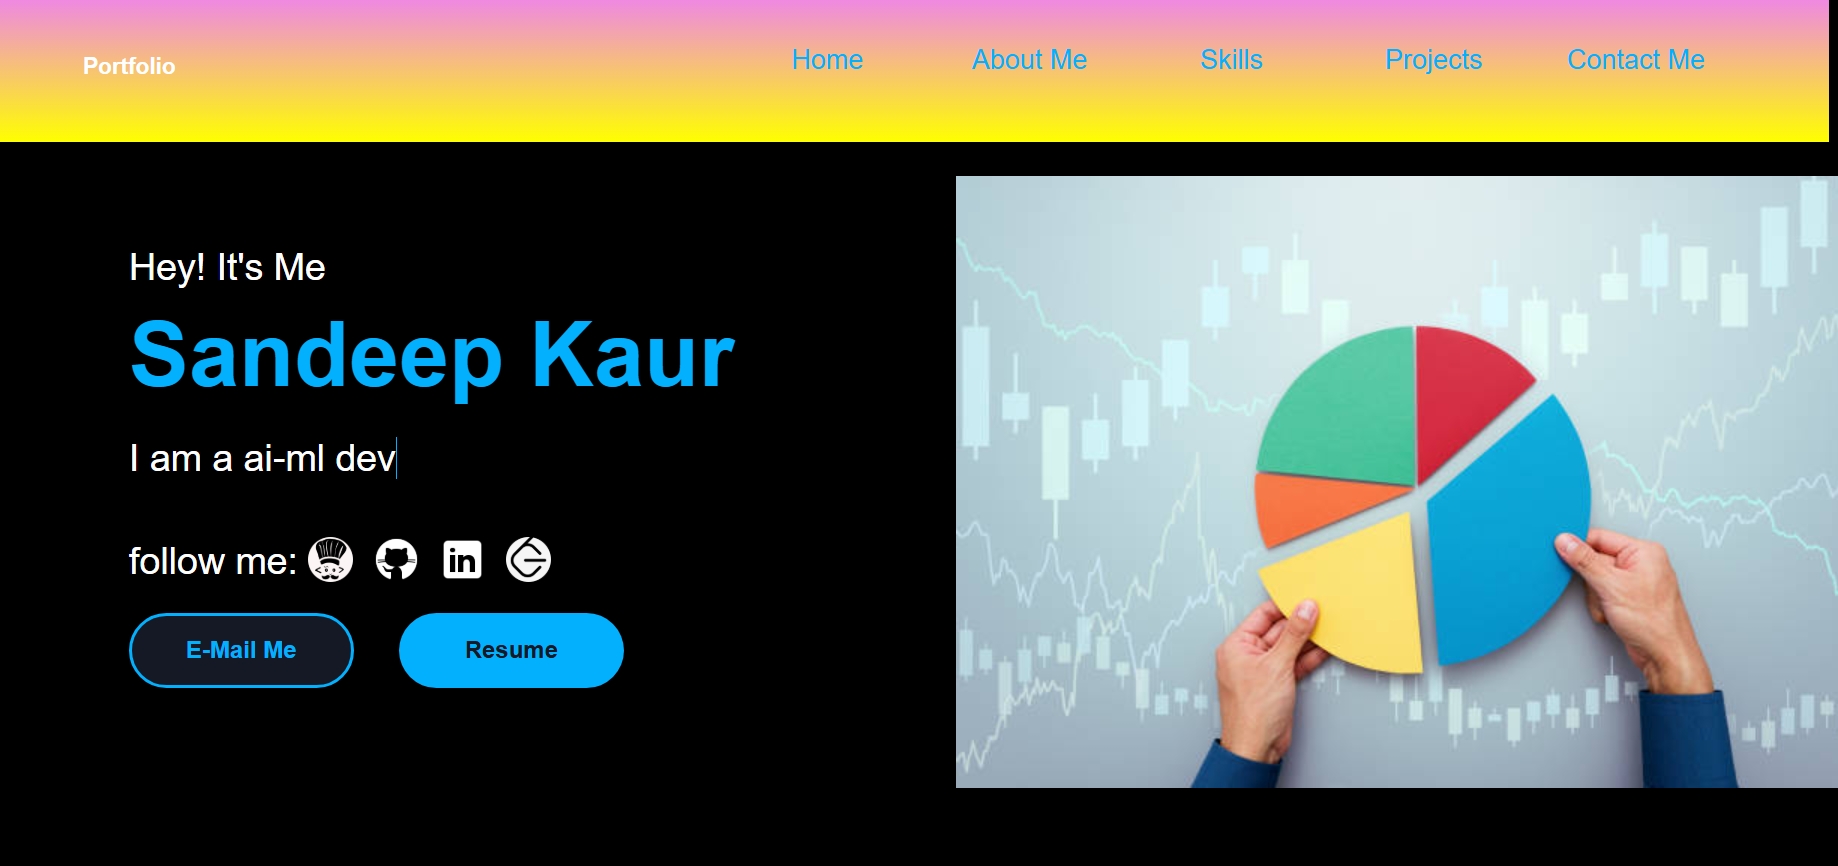 Portfolio
Home About Me Skills Projects Contact Me
Hey! It's Me
Sandeep Kaur
I am a ai-ml dev
follow me: in
E-Mail Me Resume